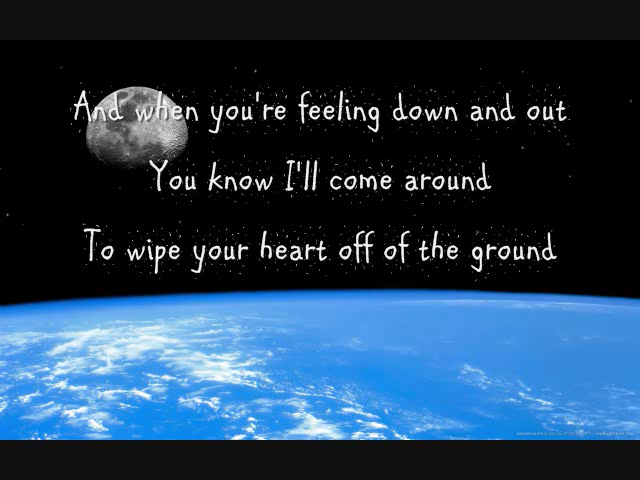 And when you're feeling down and out
You know I'll come around
To wipe your heart off of the ground